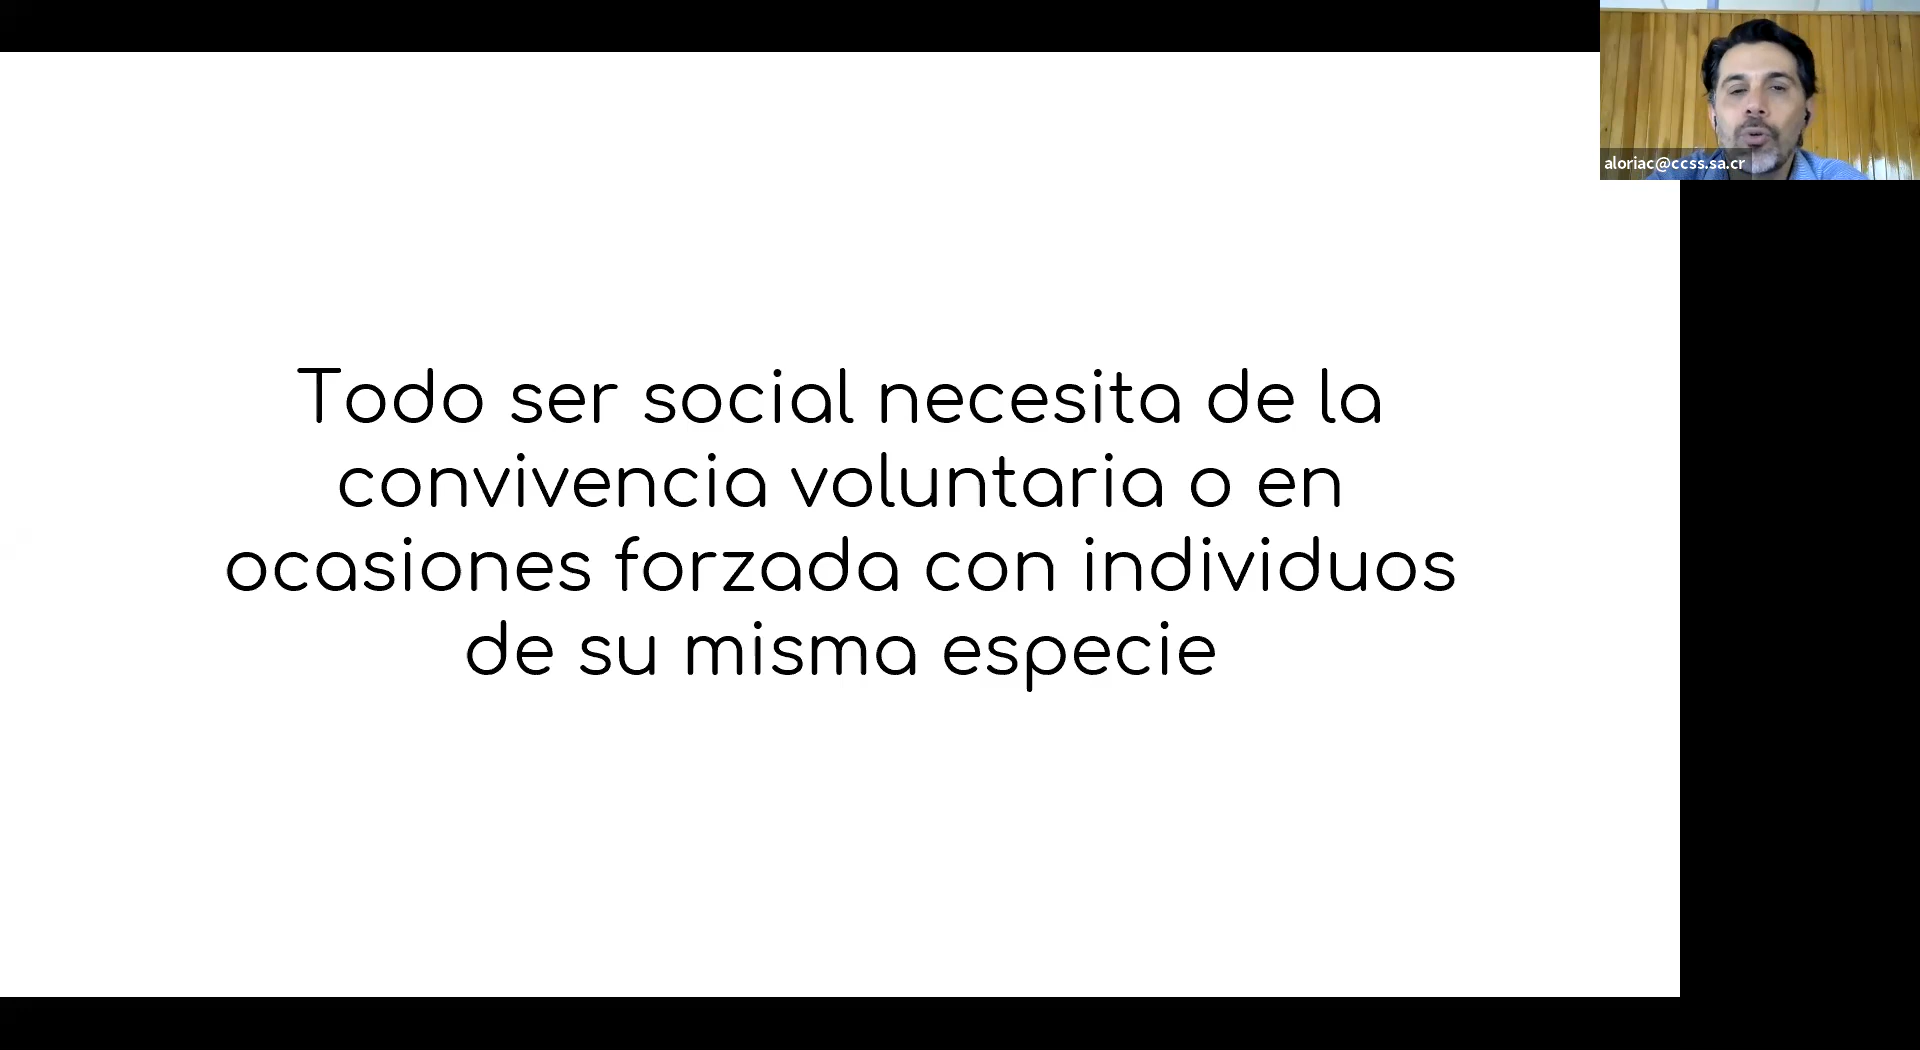 aloriac@ccss.sa.cr
Todo ser social necesita de la
convivencia voluntaria o en
ocasiones forzada con individuos
de su misma especie